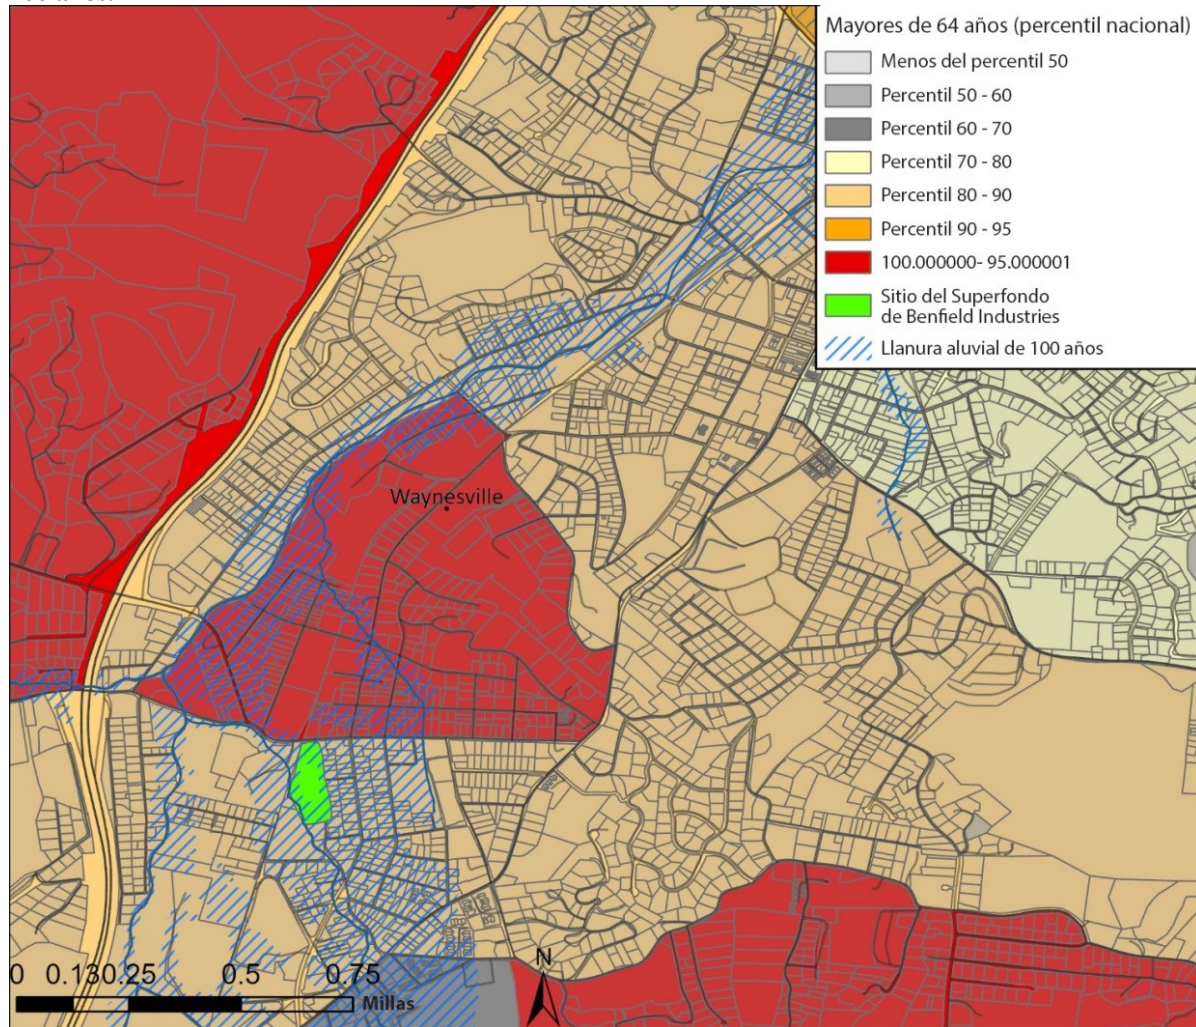 Mayores de 64 años (percentil nacional)
Menos del percentil 50
Percentil 50 - 60
Percentil 60 - 70
Percentil 70 - 80
Percentil 80 - 90
Percentil 90 - 95
100.000000- 95.000001
Sitio del Superfondo
de Benfield Industries
Llanura aluvial de 100 años
Waynesville
N
0 0.130.25 0.5 0.75
Millas